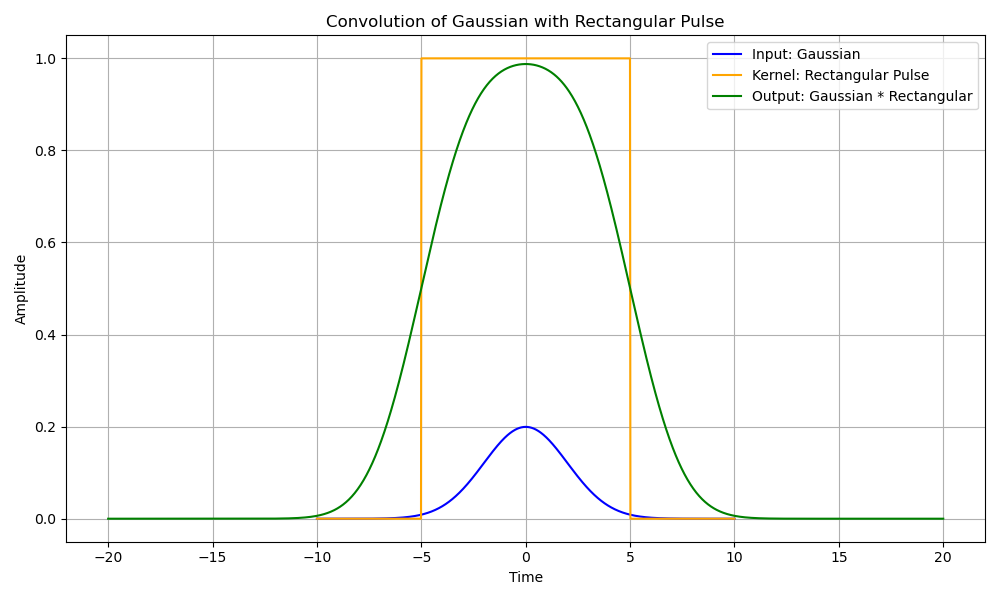 Convolution of Gaussian with Rectangular Pulse
Input: Gaussian
Kernel: Rectangular Pulse
Output: Gaussian * Rectangular
Amplitude
1.0
0.8
0.6
0.4
0.2
0.0
−20 −15 −10 −5 0 5 10 15 20
Time